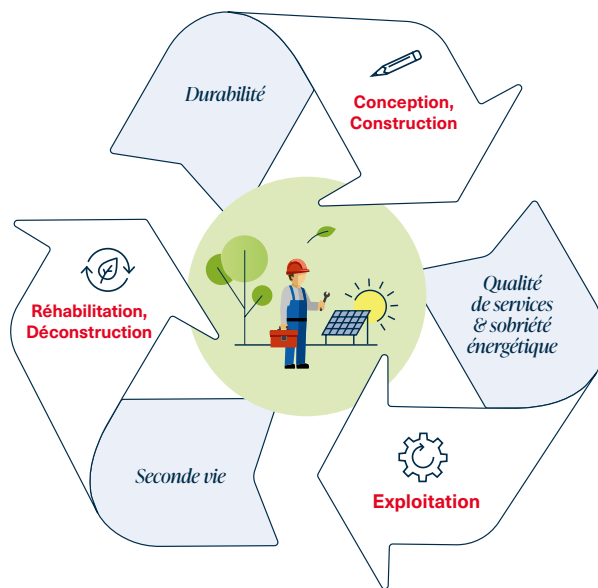 Durabilité
Conception,
Construction
Qualité
de services
& sobriété
énergétique
Exploitation
Seconde vie
Réhabilitation,
Déconstruction